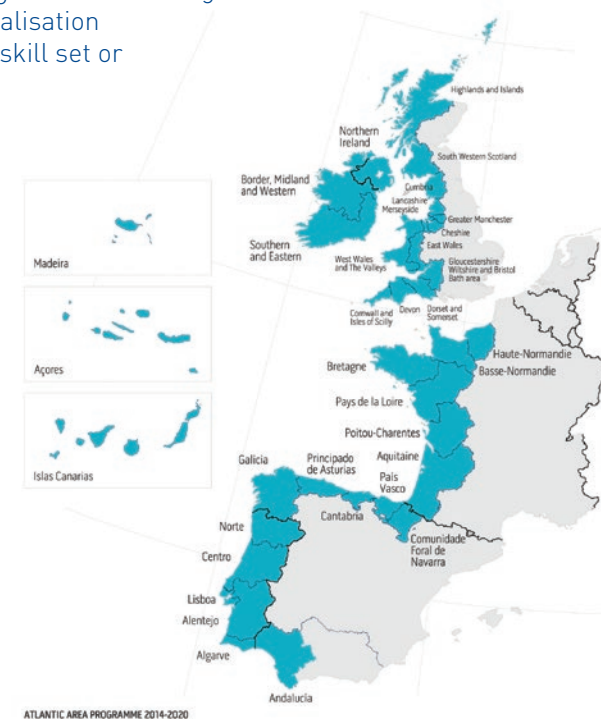 alisation
skill set or
Highlands and Islands
Northern
Ireland
South Western Scotland
Border, Midland
and Western
Cumbria
Lancashire
Merseyside
Greater Manchester
Cheshire
East Wales
Southern
and Eastern
West Wales
and The Valleys
Gloucestershire
Wiltshire and Bristol
Bath area
Cornwall and
Isles of Scilly
Devon
Dorset and
Somerset
Madeira
Açores
Islas Canarias
Haute-Normandie
Basse-Normandie
Bretagne
Pays de la Loire
Poitou-Charentes
Aquitaine
Galicia
Principado
de Asturias
País
Vasco
Cantabria
Comunidade
Foral de
Navarra
Norte
Centro
Lisboa
Alentejo
Algarve
Andalucia
ATLANTIC AREA PROGRAMME 2014-2020